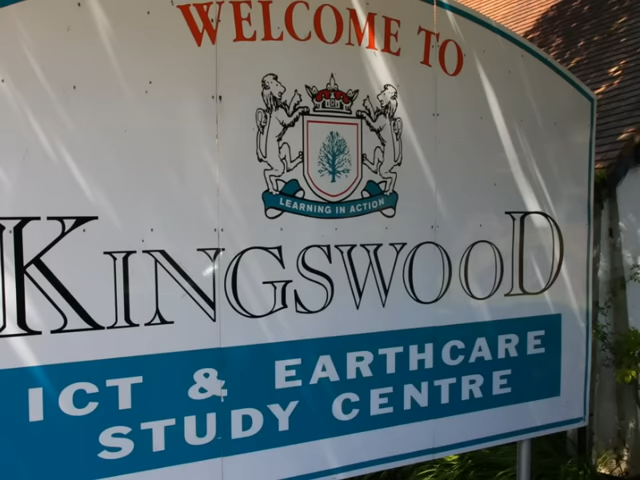 WELCOME TO
LEARNING IN ACTION
KINGSWOOD
ICT & EARTHCARE
STUDY CENTRE